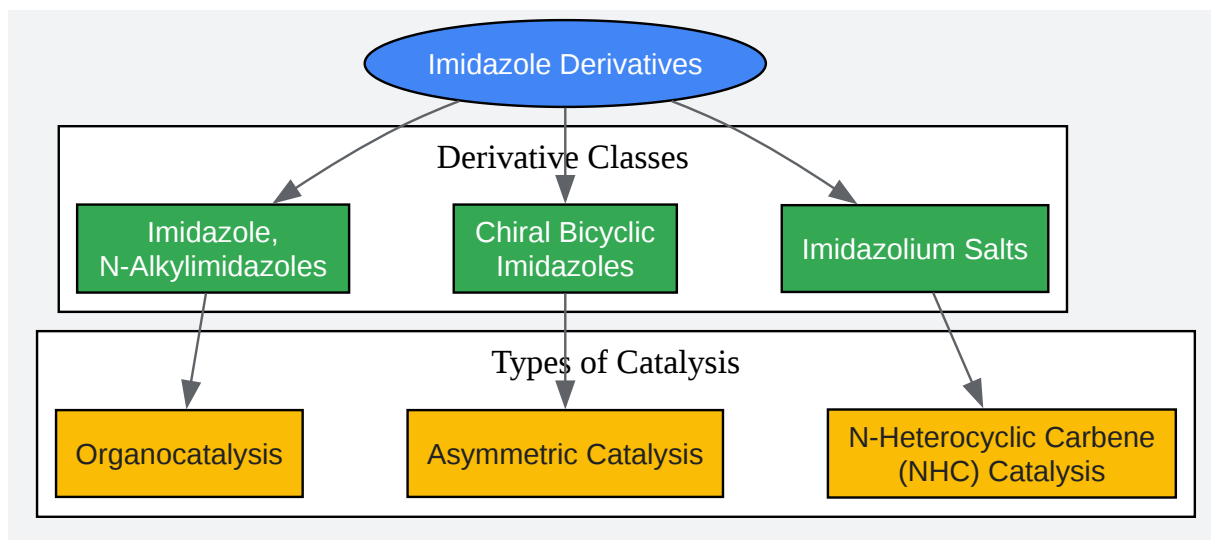 Imidazole Derivatives
Derivative Classes
Imidazole,
N-Alkylimidazoles
Chiral Bicyclic
Imidazoles
Imidazolium Salts
Types of Catalysis
Organocatalysis
Asymmetric Catalysis
N-Heterocyclic Carbene
(NHC) Catalysis